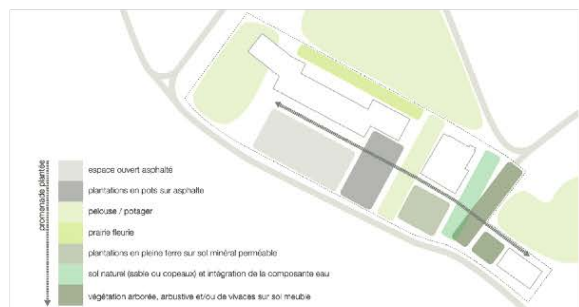 promenade plantée
espace ouvert asphalté
plantations en pots sur asphalte
pelouse / potager
prairie fleurie
plantations en pleine terre sur sol minéral perméable
sol naturel (sable ou copeaux) et intégration de la composante eau
végétation arborée, arbustive et/ou de vivaces sur sol meuble